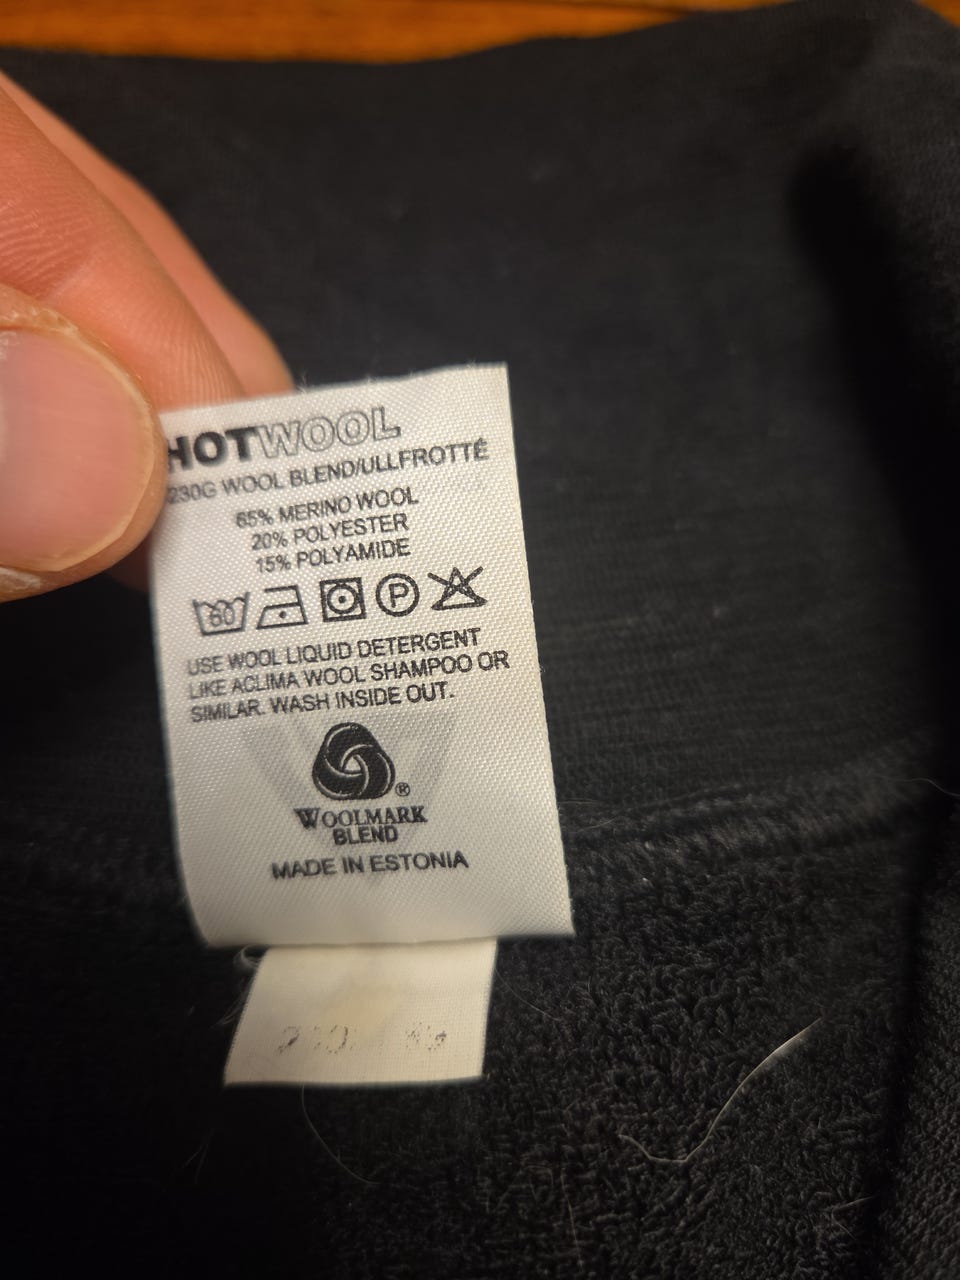 HOTWOOL
230G WOOL BLEND/ULLFROTTÉ
65% MERINO WOOL
20% POLYESTER
15% POLYAMIDE
60 P
USE WOOL LIQUID DETERGENT
LIKE ACLIMA WOOL SHAMPOO OR
SIMILAR. WASH INSIDE OUT.
®
WOOLMARK
BLEND
MADE IN ESTONIA